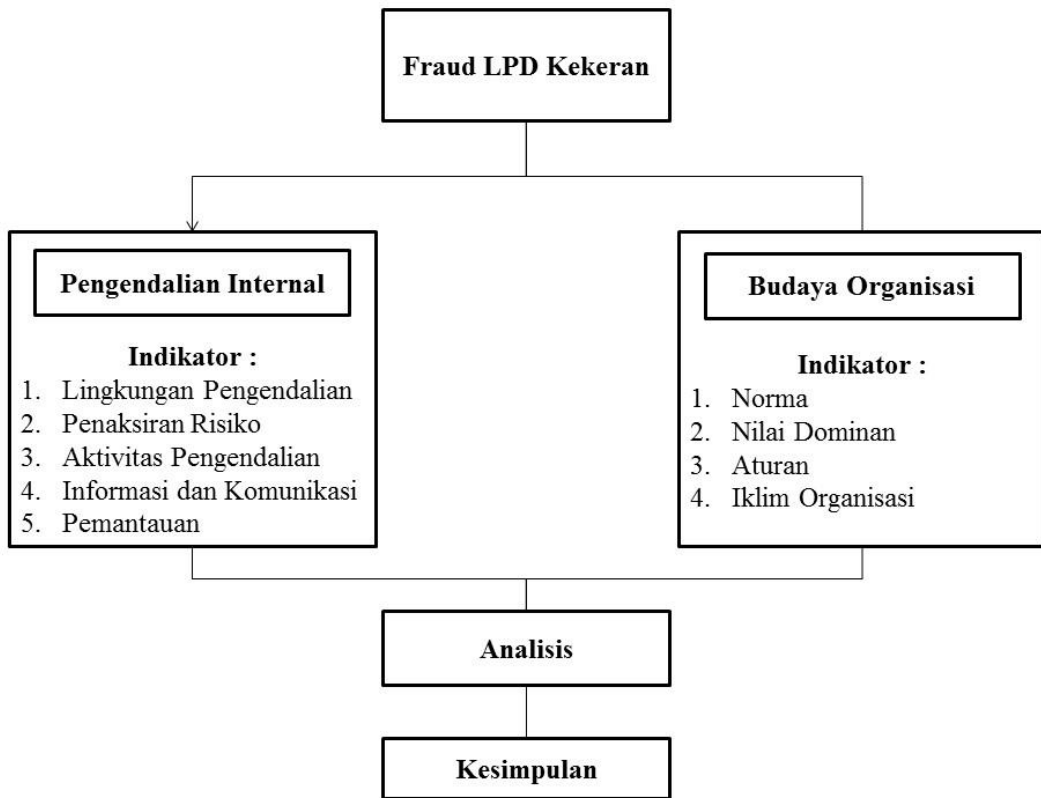 Fraud LPD Kekeran
Pengendalian Internal
Indikator :
1. Lingkungan Pengendalian
2. Penaksiran Risiko
3. Aktivitas Pengendalian
4. Informasi dan Komunikasi
5. Pemantauan
Budaya Organisasi
Indikator :
1. Norma
2. Nilai Dominan
3. Aturan
4. Iklim Organisasi
Analisis
Kesimpulan